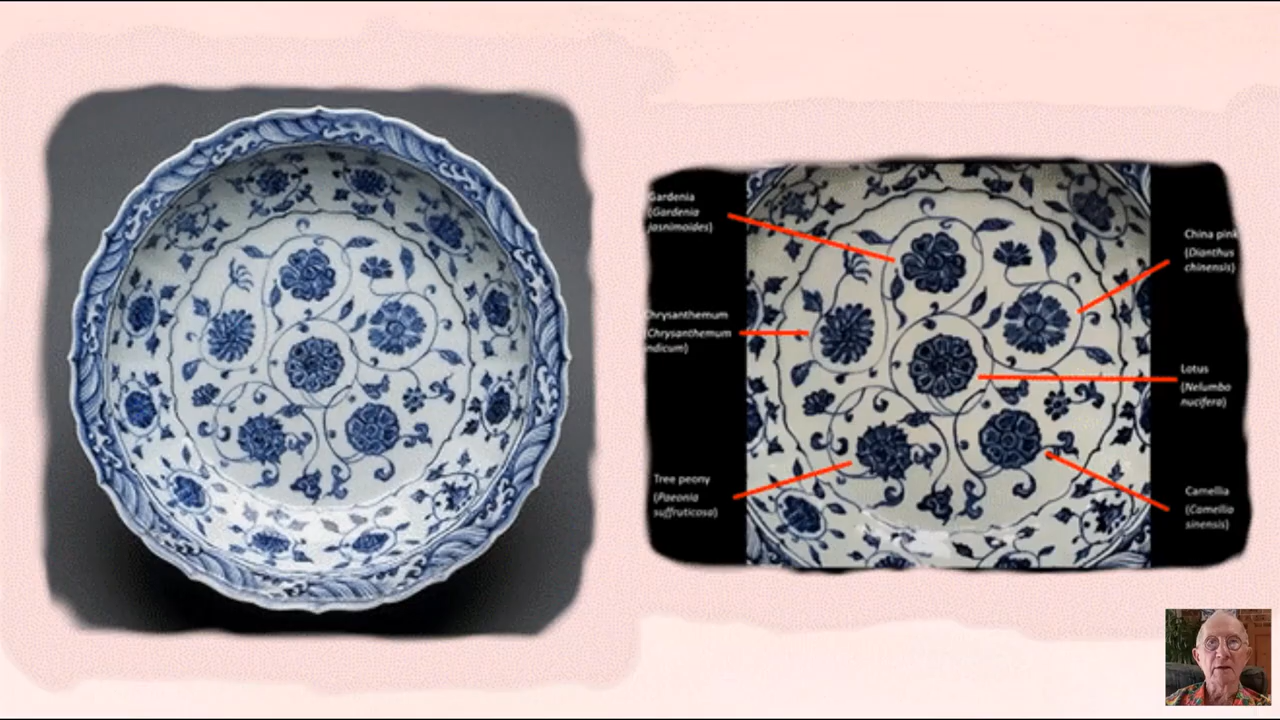 Gardenia
(Gardenia
jasnimoides)
Chrysanthemum
(Chrysanthemum
indicum)
Tree peony
(Paeonia
suffruticosa)
China pink
(Dianthus
chinensis)
Lotus
(Nelumbo
nucifera)
Camellia
(Camellia
sinensis)